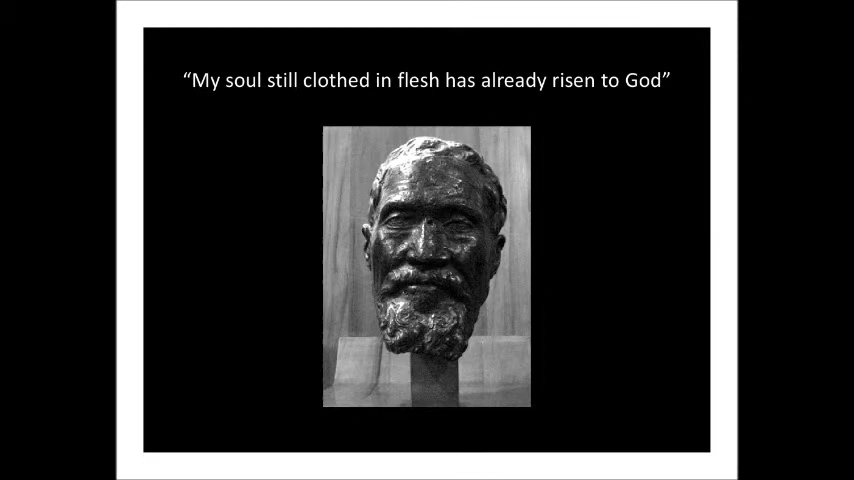 “My soul still clothed in flesh has already risen to God”